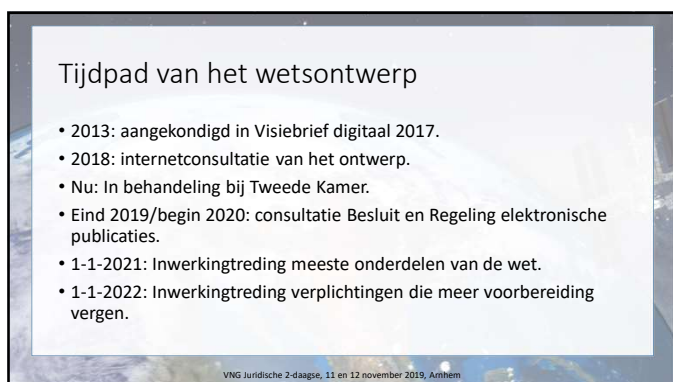 Tijdpad van het wetsontwerp
• 2013: aangekondigd in Visiebrief digitaal 2017.
• 2018: internetconsultatie van het ontwerp.
• Nu: In behandeling bij Tweede Kamer.
• Eind 2019/begin 2020: consultatie Besluit en Regeling elektronische
publicaties.
• 1-1-2021: Inwerkingtreding meeste onderdelen van de wet.
• 1-1-2022: Inwerkingtreding verplichtingen die meer voorbereiding
vergen.
VNG Juridische 2-daagse, 11 en 12 november 2019, Arnhem